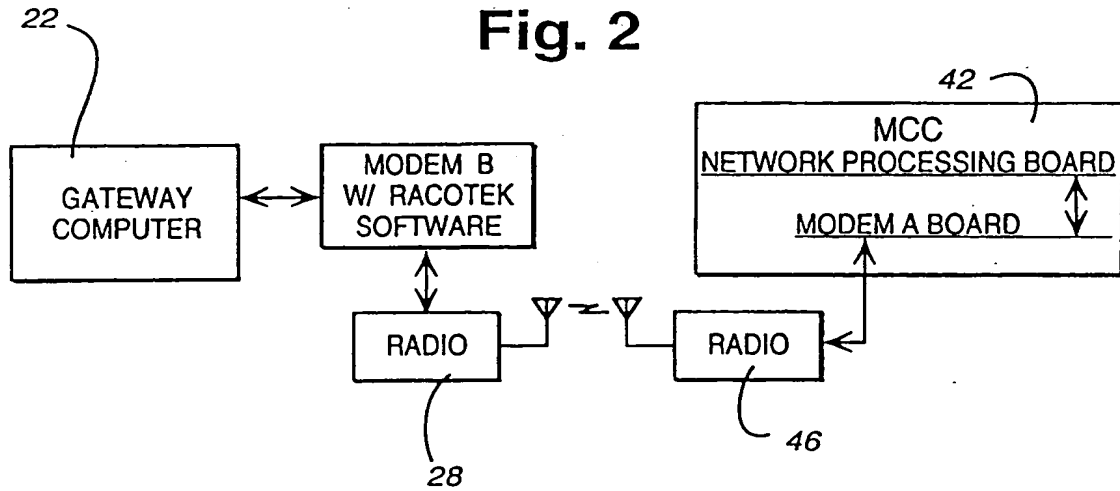 Fig. 2
22
GATEWAY
COMPUTER
MODEM B
W/ RACOTEK
SOFTWARE
RADIO
28
42
MCC
NETWORK PROCESSING BOARD
MODEM A BOARD
RADIO
46